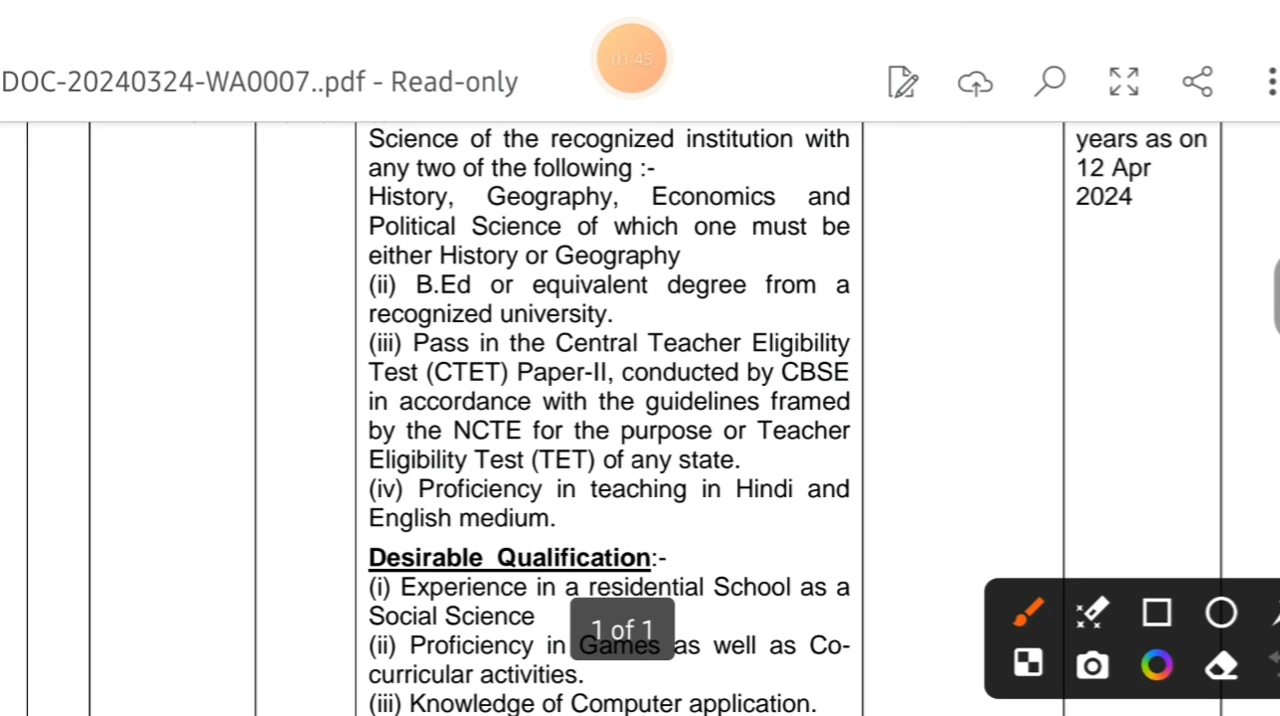 01:45
DOC-20240324-WA0007..pdf - Read-only
Science of the recognized institution with
any two of the following :-
History, Geography, Economics and
Political Science of which one must be
either History or Geography
(ii) B.Ed or equivalent degree from a
recognized university.
(iii) Pass in the Central Teacher Eligibility
Test (CTET) Paper-II, conducted by CBSE
in accordance with the guidelines framed
by the NCTE for the purpose or Teacher
Eligibility Test (TET) of any state.
(iv) Proficiency in teaching in Hindi and
English medium.
Desirable Qualification:-
(i) Experience in a residential School as a
Social Science
(ii) Proficiency in Games as well as Co-
curricular activities.
(iii) Knowledge of Computer application.
years as on
12 Apr
2024
1 of 1